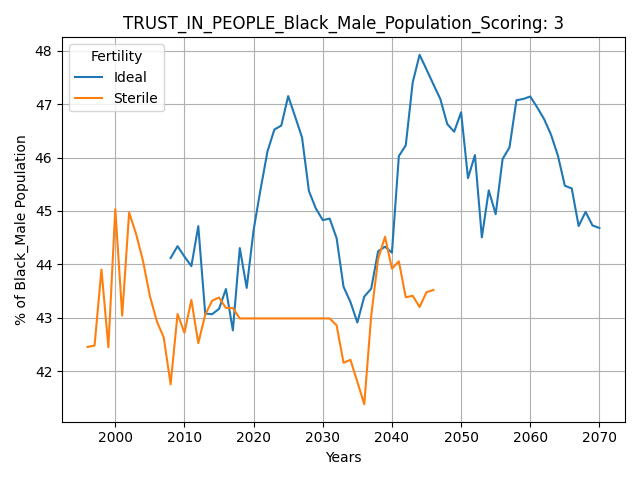 TRUST_IN_PEOPLE_Black_Male_Population_Scoring: 3
Fertility
Ideal
Sterile
% of Black_Male Population
48
47
46
45
44
43
42
2000 2010 2020 2030 2040 2050 2060 2070
Years